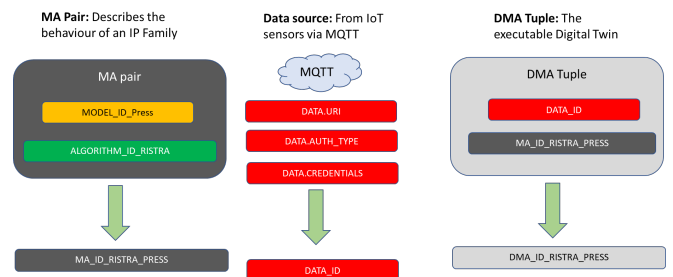 MA Pair: Describes the
behaviour of an IP Family
MA pair
MODEL_ID_Press
ALGORITHM_ID_RISTRA
MA_ID_RISTRA_PRESS
Data source: From IoT
sensors via MQTT
MQTT
DATA.URI
DATA.AUTH_TYPE
DATA.CREDENTIALS
DATA_ID
DMA Tuple: The
executable Digital Twin
DMA Tuple
DATA_ID
MA_ID_RISTRA_PRESS
DMA_ID_RISTRA_PRESS